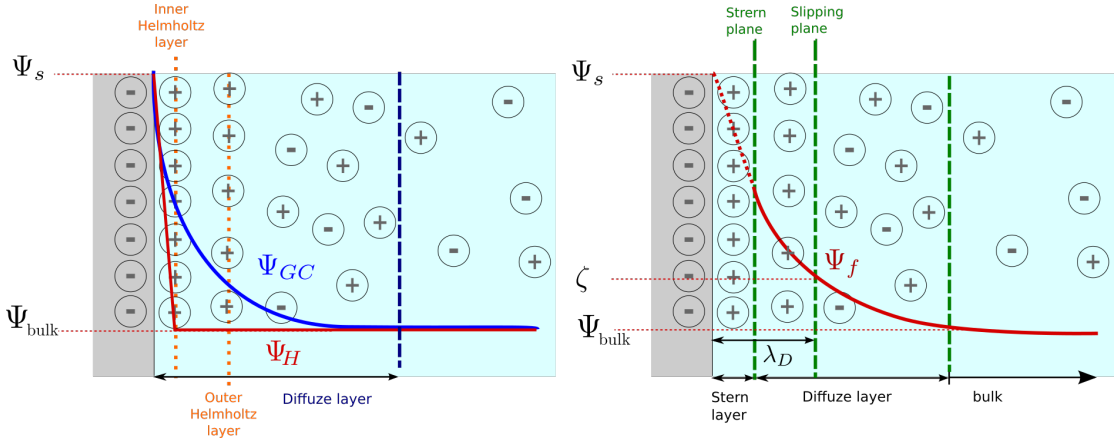 Inner
Helmholtz
layer
Ψs
ΨGC
Ψbulk
ΨH
Outer
Helmholtz
layer
Diffuze layer
Strern
plane
Slipping
plane
Ψs
Ψf
ζ
Ψbulk
λD
Stern
layer
Diffuze layer
bulk